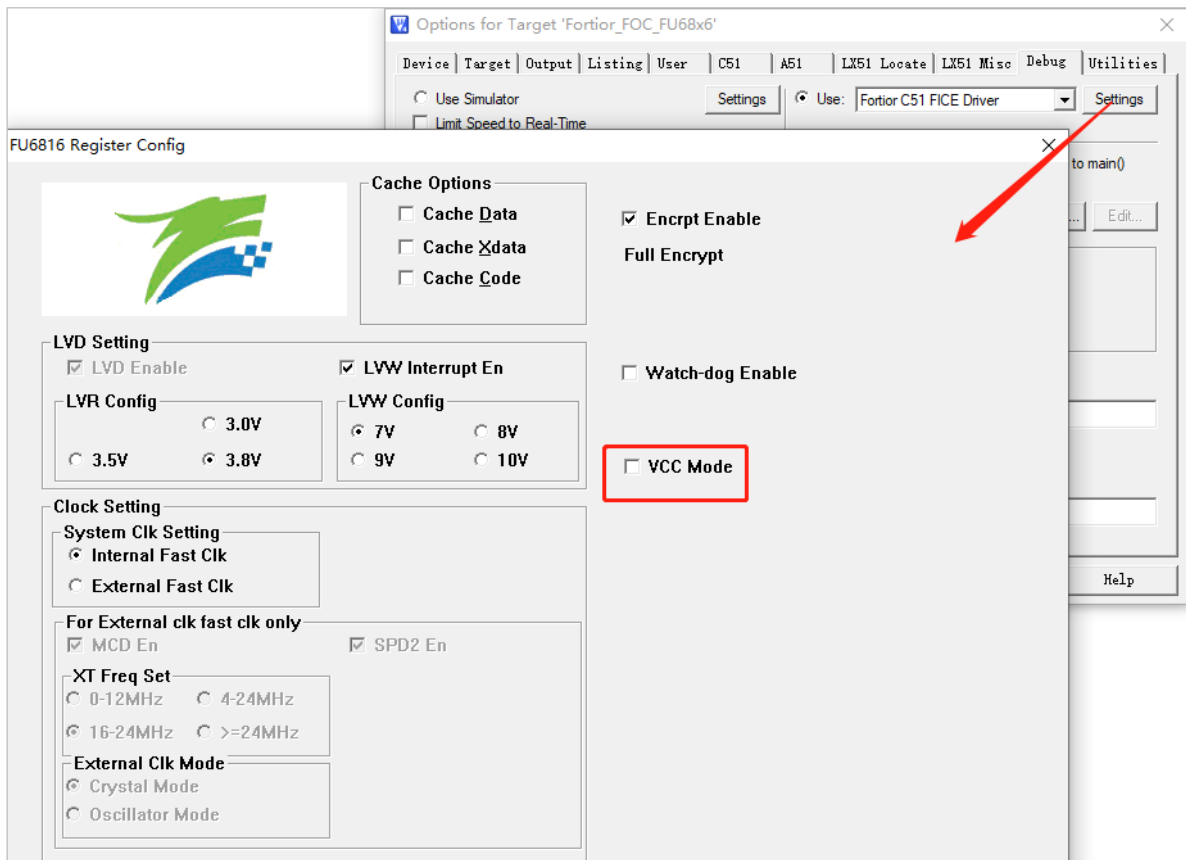 Options for Target 'Fortior_FOC_FU68x6'
Device Target Output Listing User C51 A51 LX51 Locate LX51 Misc Debug Utilities
Use Simulator Settings Use: Fortior C51 FICE Driver Settings
Limit Speed to Real-Time
to main()
... Edit...
Help
FU6816 Register Config
Cache Options
Cache Data
Cache Xdata
Cache Code
Encrpt Enable
Full Encrypt
LVD Setting
LVD Enable LVW Interrupt En
Watch-dog Enable
LVR Config
3.0V
3.5V 3.8V
LVW Config
7V 8V
9V 10V
VCC Mode
Clock Setting
System Clk Setting
Internal Fast Clk
External Fast Clk
For External clk fast clk only
MCD En SPD2 En
XT Freq Set
0-12MHz 4-24MHz
16-24MHz >=24MHz
External Clk Mode
Crystal Mode
Oscillator Mode